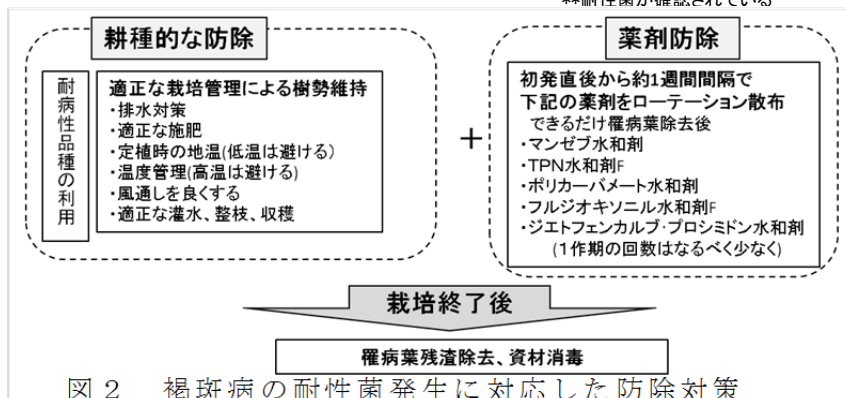 **耐性菌が確認されている
耕種的な防除
耐病性品種の利用
適正な栽培管理による樹勢維持
・排水対策
・適正な施肥
・定植時の地温(低温は避ける)
・温度管理(高温は避ける)
・風通しを良くする
・適正な灌水、整枝、収穫
+
薬剤防除
初発直後から約1週間間隔で
下記の薬剤をローテーション散布
できるだけ罹病葉除去後
・マンゼブ水和剤
・TPN水和剤F
・ポリカーバメート水和剤
・フルジオキソニル水和剤F
・ジエトフェンカルブ・プロシミドン水和剤
(1作期の回数はなるべく少なく)
栽培終了後
罹病葉残渣除去、資材消毒
図2 褐斑病の耐性菌発生に対応した防除対策